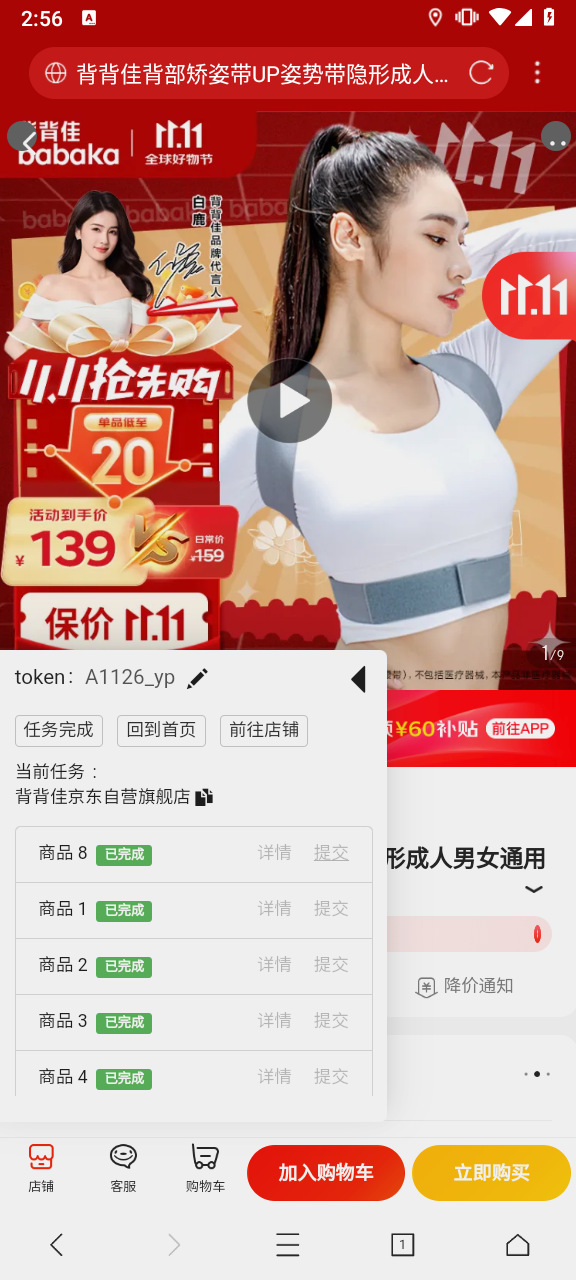 2:56
A
背背佳背部矫姿带UP姿势带隐形成人...
背背佳
babaka
11.11
全球好物节
11.11
白鹿
背背佳品牌代言人
11.11
11.11抢先购
单品低至
20
活动到手价
¥139
VS
日常价
¥159
保价 11.11
1/9
token： A1126_yp
任务完成
回到首页
前往店铺
¥60补贴
前往APP
当前任务：
背背佳京东自营旗舰店
商品 8 已完成 详情 提交
形成人男女通用
商品 1 已完成 详情 提交
商品 2 已完成 详情 提交
降价通知
商品 3 已完成 详情 提交
商品 4 已完成 详情 提交
店铺
客服
购物车
加入购物车
立即购买
1